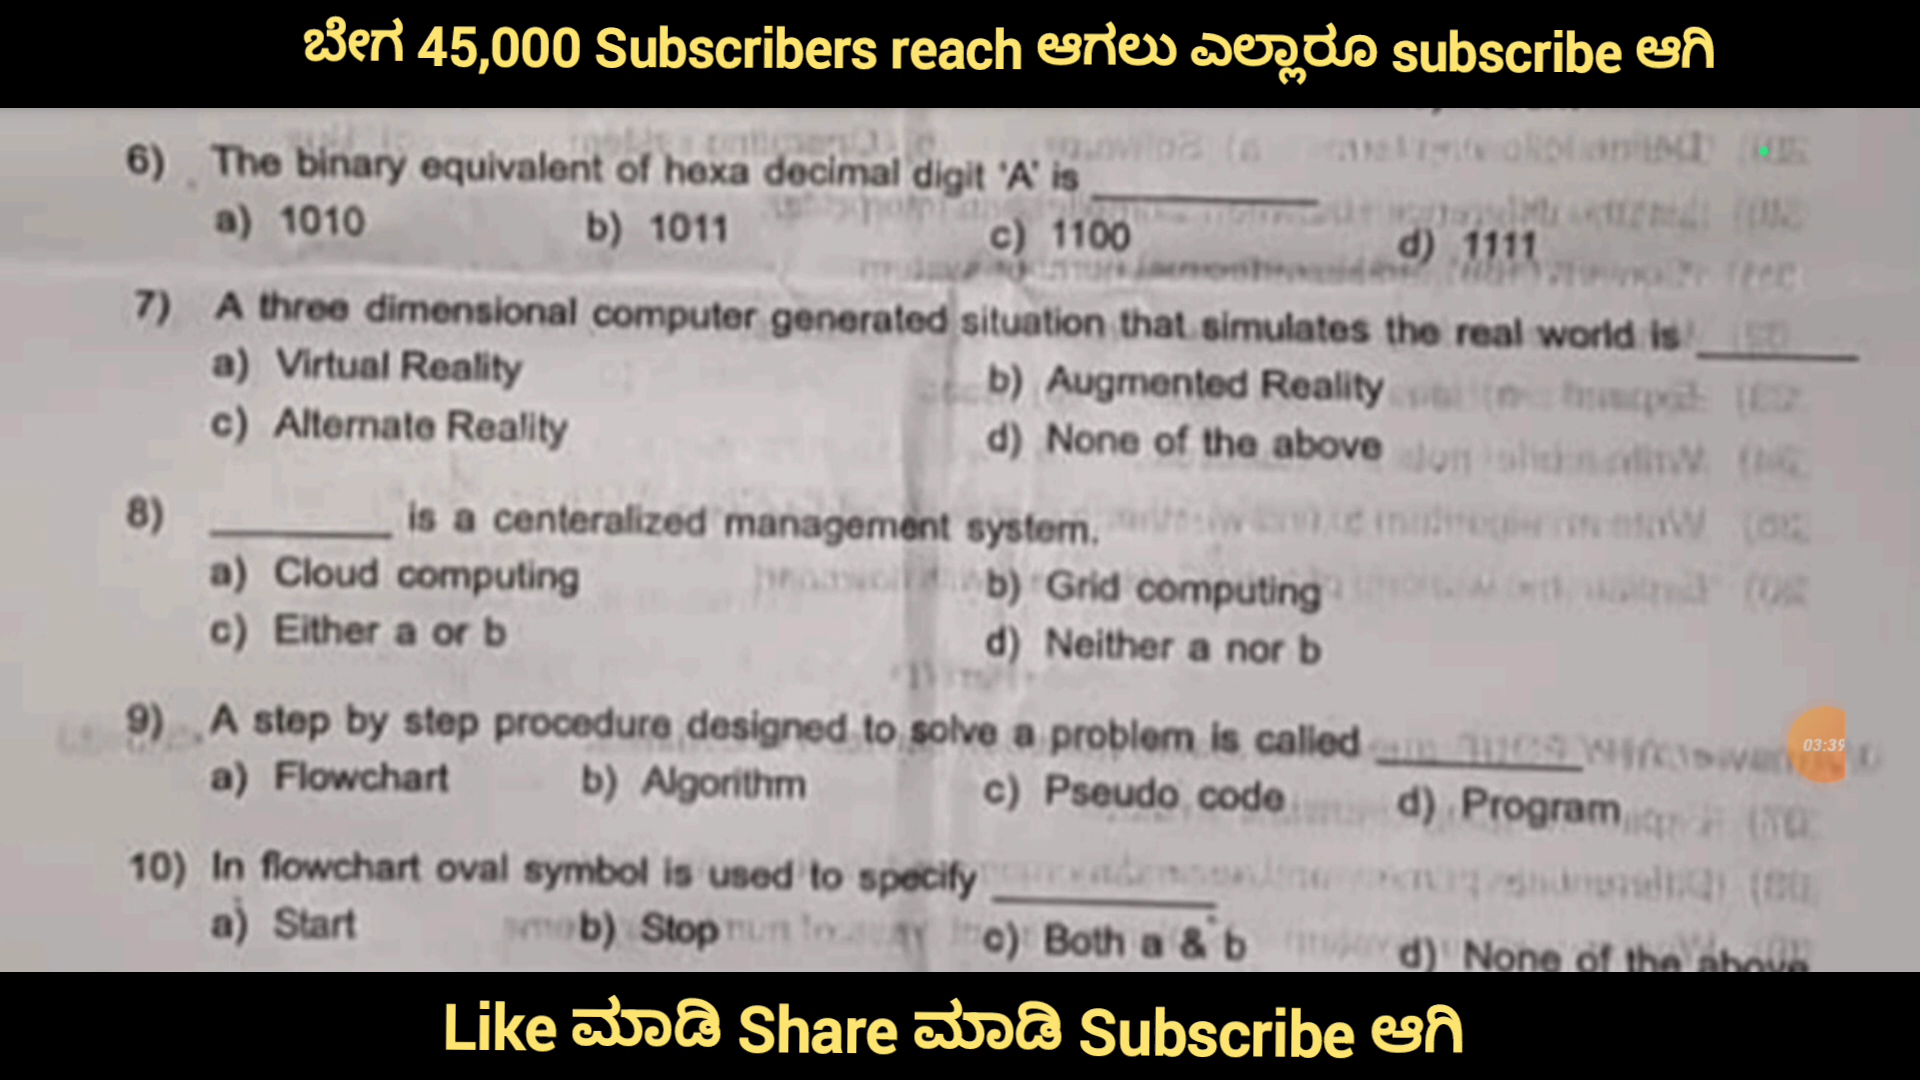 ಬೇಗ 45,000 Subscribers reach ಆಗಲು ಎಲ್ಲಾರೂ subscribe ಆಗಿ
6) The binary equivalent of hexa decimal digit ‘A’ is ________
a) 1010 b) 1011 c) 1100 d) 1111
7) A three dimensional computer generated situation that simulates the real world is ________
a) Virtual Reality b) Augmented Reality
c) Alternate Reality d) None of the above
8) ________ is a centeralized management system.
a) Cloud computing b) Grid computing
c) Either a or b d) Neither a nor b
9) A step by step procedure designed to solve a problem is called ________
a) Flowchart b) Algorithm c) Pseudo code d) Program
10) In flowchart oval symbol is used to specify ________
a) Start b) Stop c) Both a & b d) None of the above
03:39
Like ಮಾಡಿ Share ಮಾಡಿ Subscribe ಆಗಿ